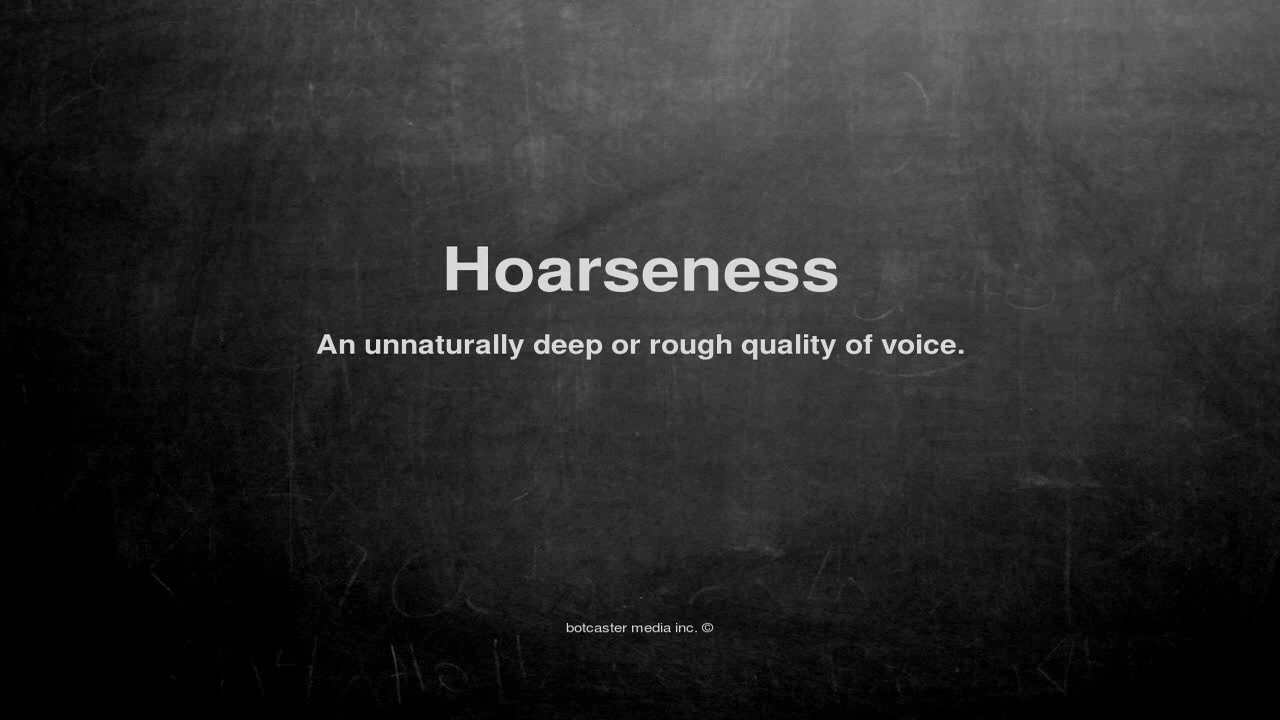 Hoarseness
An unnaturally deep or rough quality of voice.
botcaster media inc. ©